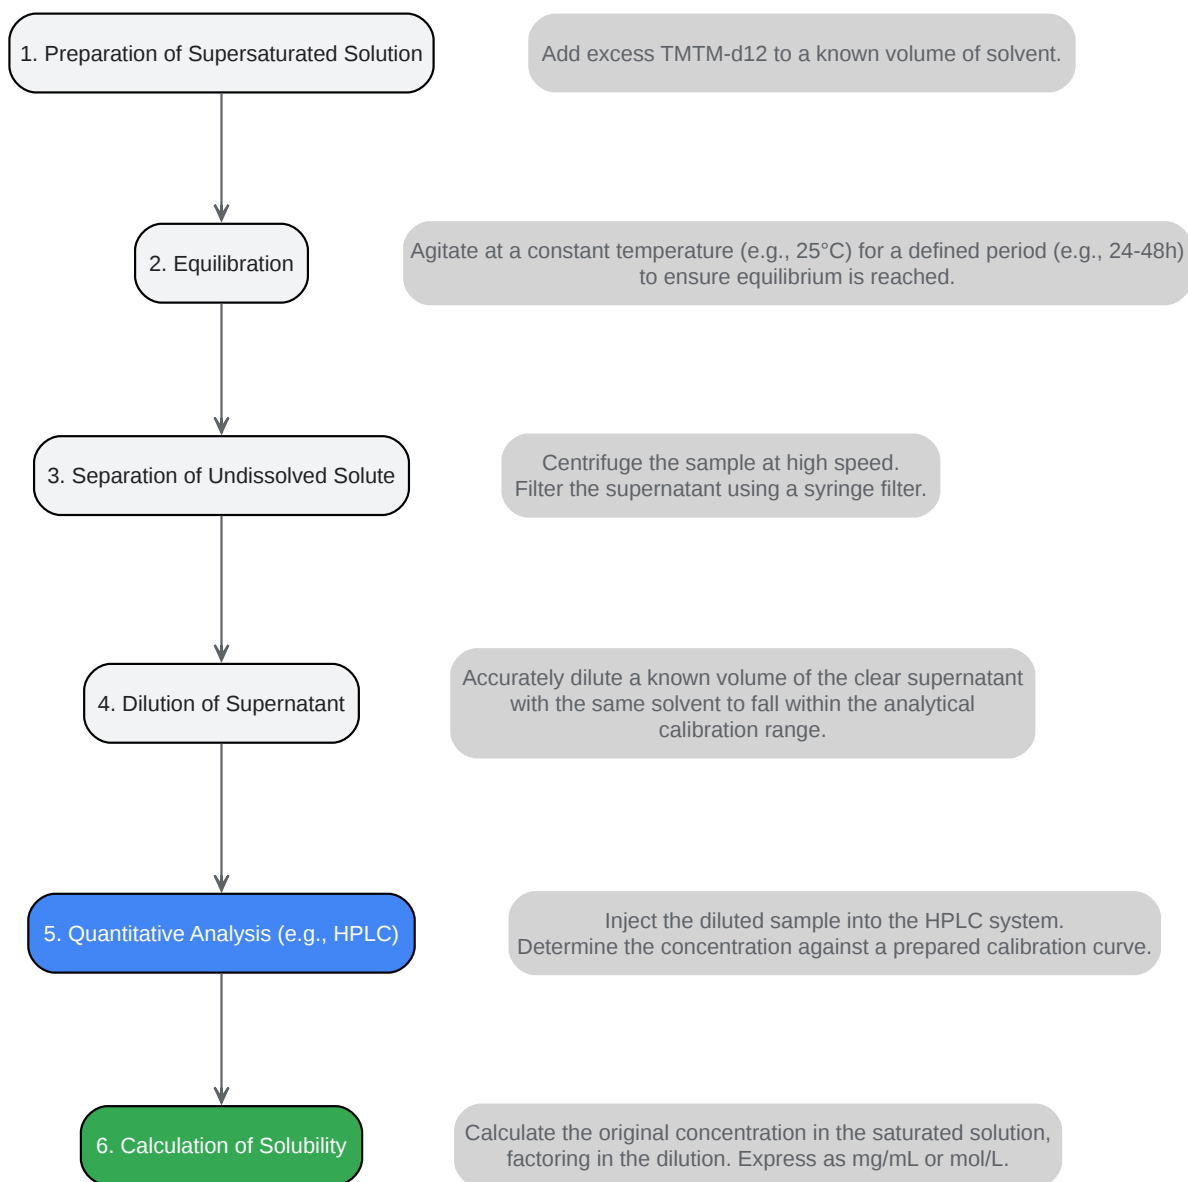 1. Preparation of Supersaturated Solution
Add excess TMTM-d12 to a known volume of solvent.
2. Equilibration
Agitate at a constant temperature (e.g., 25°C) for a defined period (e.g., 24-48h)
to ensure equilibrium is reached.
3. Separation of Undissolved Solute
Centrifuge the sample at high speed.
Filter the supernatant using a syringe filter.
4. Dilution of Supernatant
Accurately dilute a known volume of the clear supernatant
with the same solvent to fall within the analytical
calibration range.
5. Quantitative Analysis (e.g., HPLC)
Inject the diluted sample into the HPLC system.
Determine the concentration against a prepared calibration curve.
6. Calculation of Solubility
Calculate the original concentration in the saturated solution,
factoring in the dilution. Express as mg/mL or mol/L.